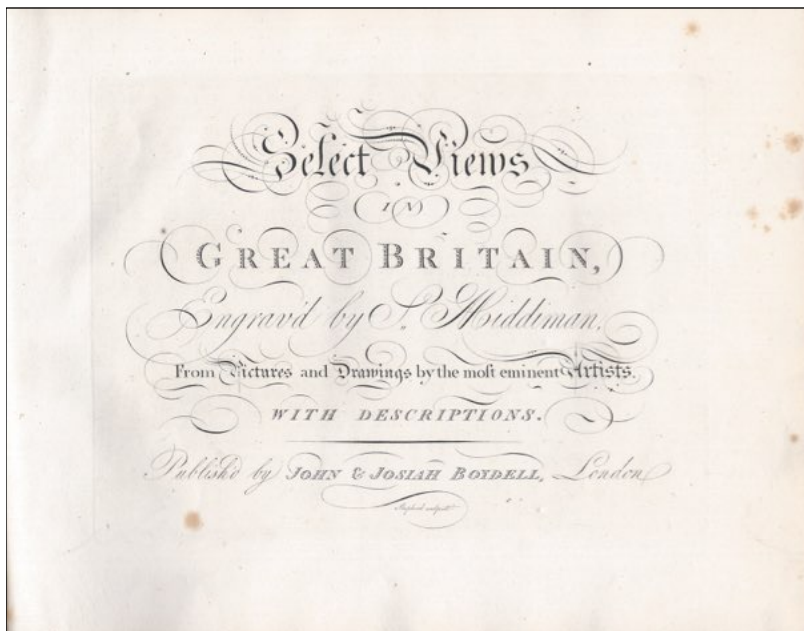 Select Views
IN
GREAT BRITAIN,
Engrav'd by S. Middiman.
From Pictures and Drawings by the moſt eminent Artists.
WITH DESCRIPTIONS.
Publish'd by JOHN & JOSIAH BOYDELL, London
sculpsit